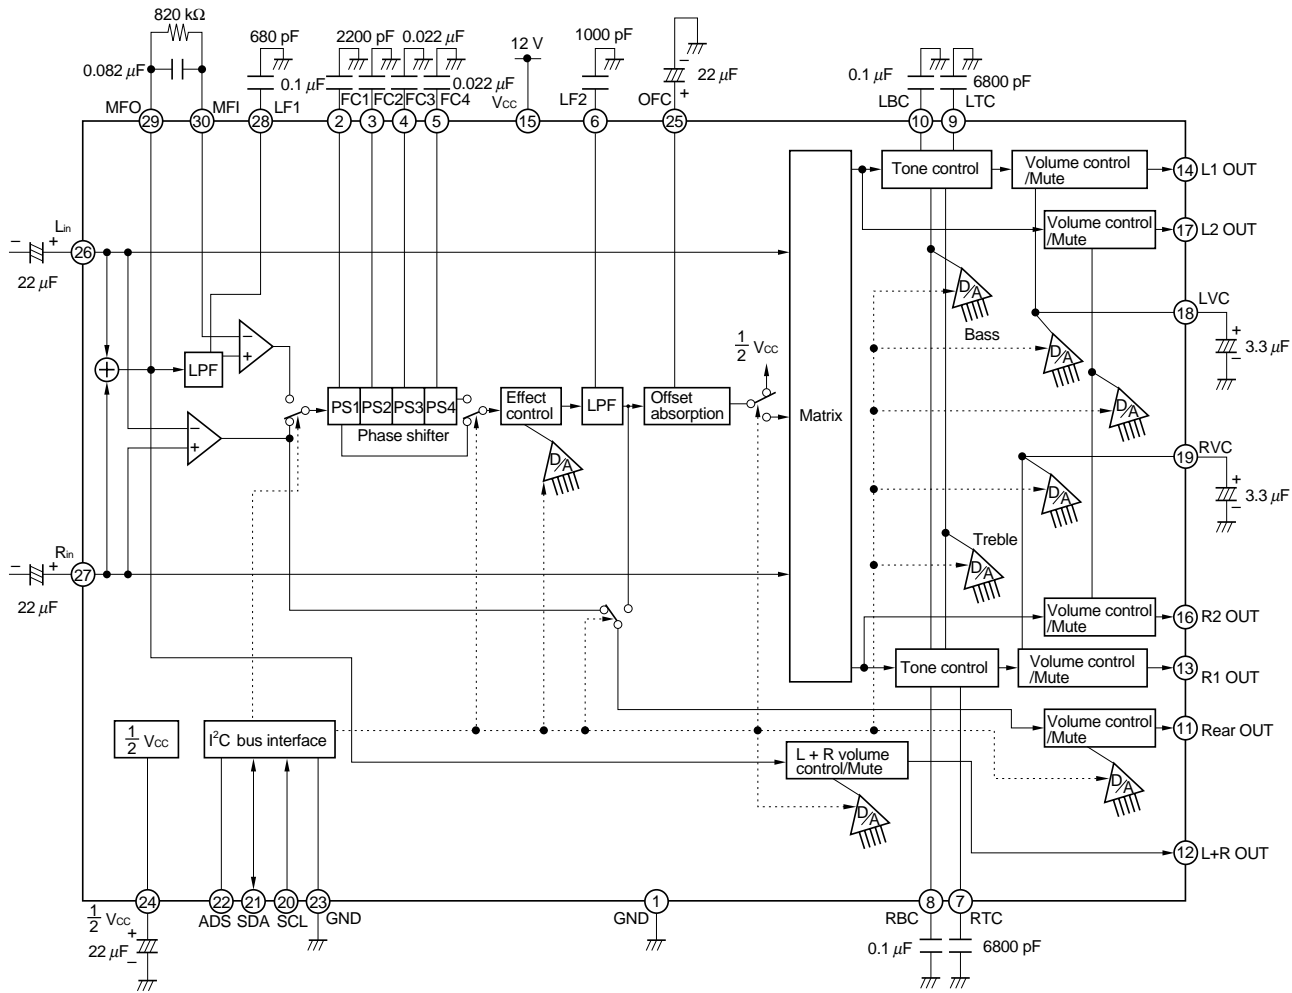 820 kΩ
0.082 μF
680 pF
0.1 μF
2200 pF
0.022 μF
0.022 μF
12 V
1000 pF
22 μF
0.1 μF
6800 pF
MFO
MFI
LF1
FC1
FC2
FC3
FC4
VCC
LF2
OFC
LBC
LTC
29
30
28
2
3
4
5
15
6
25
10
9
Tone control
Volume control
/Mute
14
L1 OUT
Volume control
/Mute
17
L2 OUT
Lin
26
22 μF
D/A
Bass
LVC
18
3.3 μF
D/A
D/A
LPF
PS1
PS2
PS3
PS4
Phase shifter
Effect
control
LPF
Offset
absorption
1/2 VCC
Matrix
D/A
RVC
19
3.3 μF
D/A
Treble
D/A
Rin
27
22 μF
Volume control
/Mute
16
R2 OUT
Tone control
Volume control
/Mute
13
R1 OUT
1/2 VCC
I²C bus interface
Volume control
/Mute
11
Rear OUT
L + R volume
control/Mute
D/A
D/A
12
L+R OUT
24
22
21
20
23
1
8
7
1/2 VCC
ADS
SDA
SCL
GND
GND
RBC
RTC
22 μF
0.1 μF
6800 pF